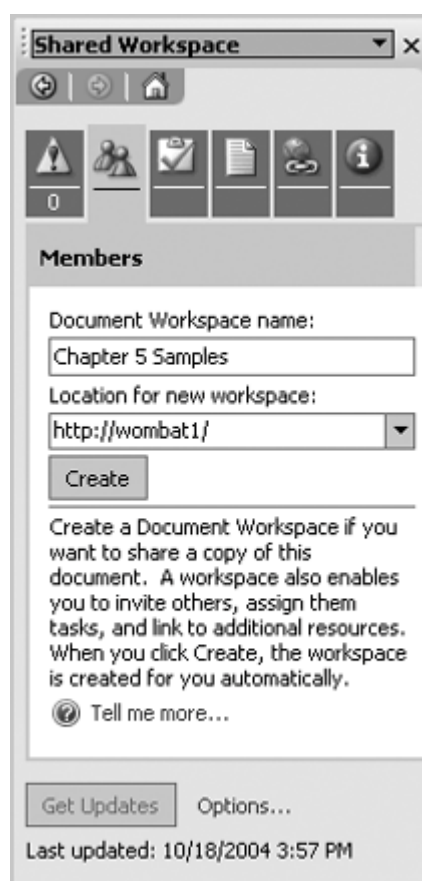 Shared Workspace
0
Members
Document Workspace name:
Chapter 5 Samples
Location for new workspace:
http://wombat1/
Create
Create a Document Workspace if you
want to share a copy of this
document. A workspace also enables
you to invite others, assign them
tasks, and link to additional resources.
When you click Create, the workspace
is created for you automatically.
Tell me more...
Get Updates Options...
Last updated: 10/18/2004 3:57 PM